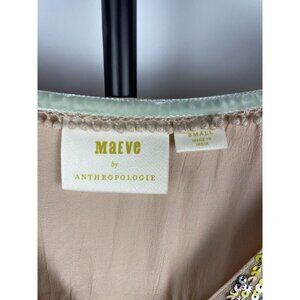 MaEve
by
ANTHROPOLOGIE
SMALL
MADE IN
INDIA